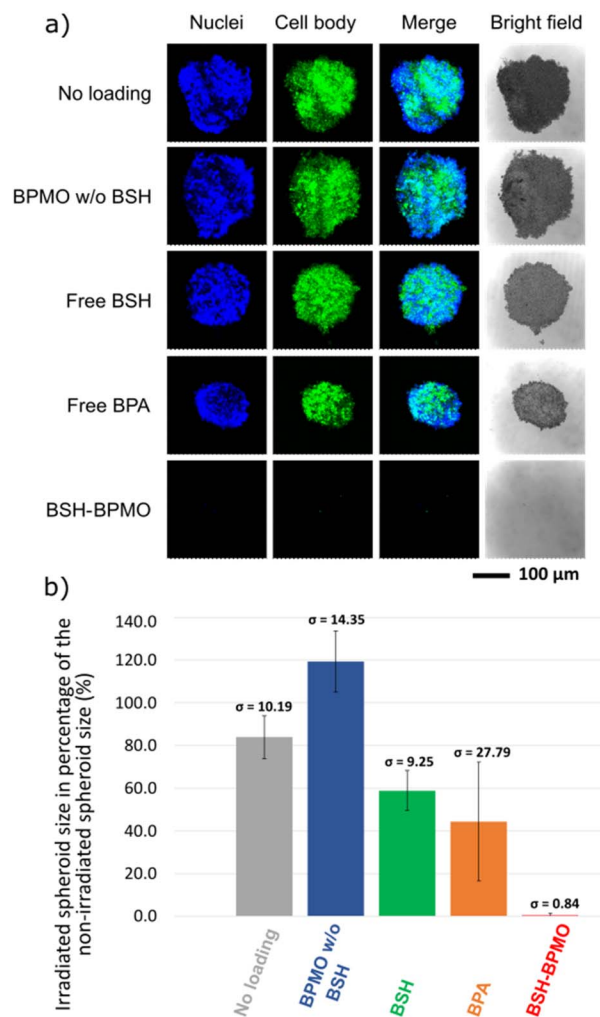 a)
Nuclei Cell body Merge Bright field
No loading
BPMO w/o BSH
Free BSH
Free BPA
BSH-BPMO
100 µm
b)
Irradiated spheroid size in percentage of the
non-irradiated spheroid size (%)
140.0
120.0
100.0
80.0
60.0
40.0
20.0
0.0
σ = 10.19
σ = 14.35
σ = 9.25
σ = 27.79
σ = 0.84
No loading
BPMO w/o
BSH
BSH
BPA
BSH-BPMO